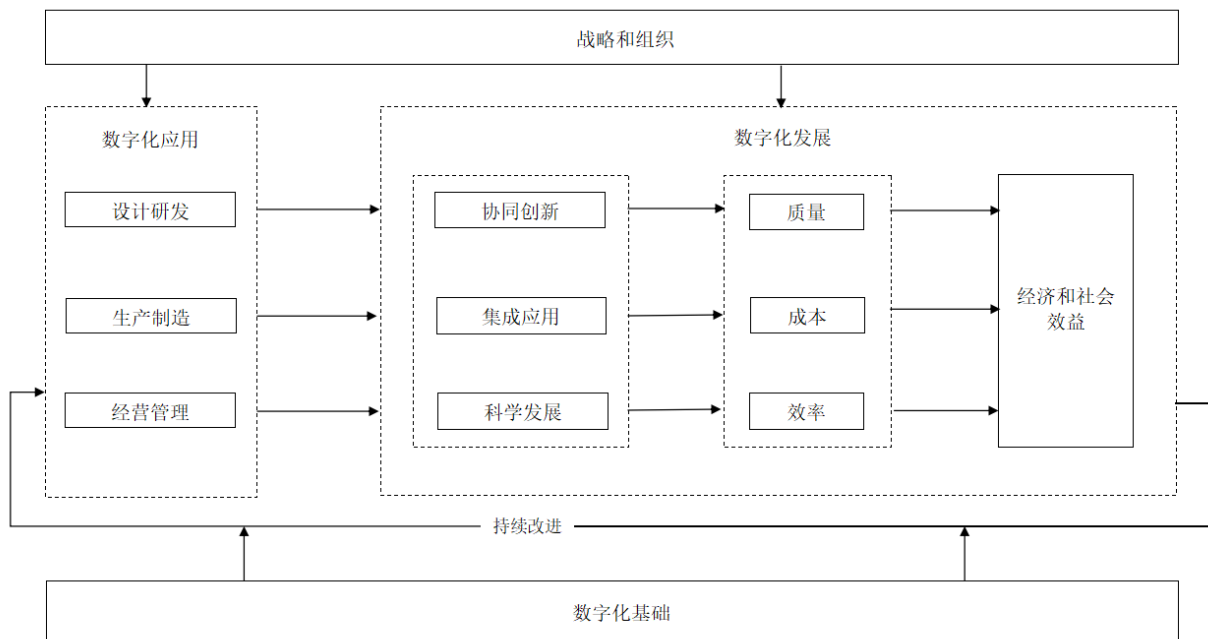 战略和组织
数字化应用
数字化发展
设计研发
协同创新
质量
经济和社会
效益
生产制造
集成应用
成本
经营管理
科学发展
效率
持续改进
数字化基础